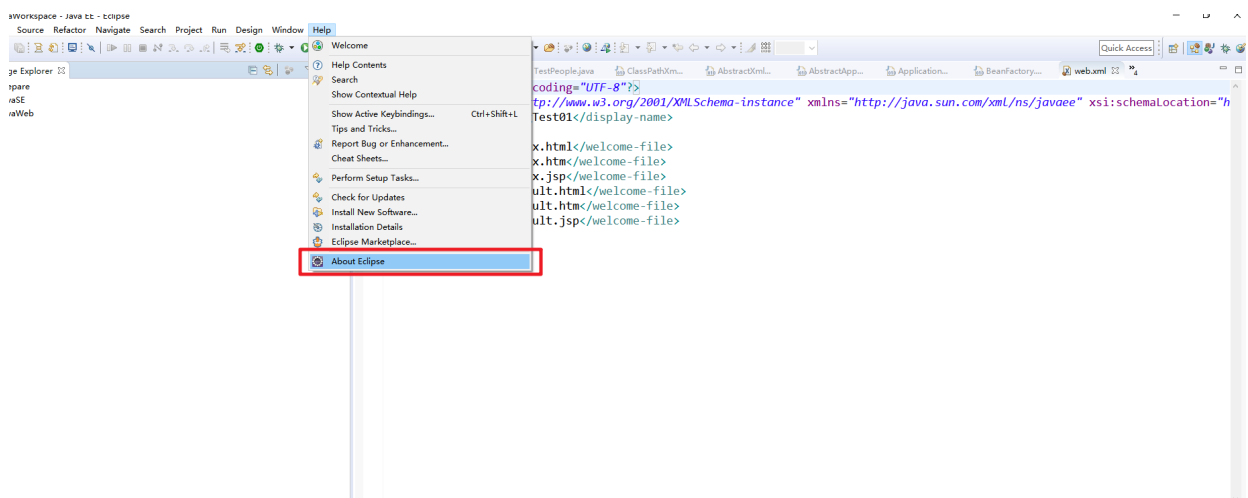 aWorkspace - Java EE - Eclipse
Source Refactor Navigate Search Project Run Design Window Help
Quick Access
ge Explorer
epare
vaSE
vaWeb
Welcome
Help Contents
Search
Show Contextual Help
Show Active Keybindings... Ctrl+Shift+L
Tips and Tricks...
Report Bug or Enhancement...
Cheat Sheets...
Perform Setup Tasks...
Check for Updates
Install New Software...
Installation Details
Eclipse Marketplace...
About Eclipse
TestPeople.java ClassPathXm... AbstractXml... AbstractApp... Application... BeanFactory.... web.xml »4
coding="UTF-8"?>
tp://www.w3.org/2001/XMLSchema-instance" xmlns="http://java.sun.com/xml/ns/javaee" xsi:schemaLocation="h
Test01</display-name>
x.html</welcome-file>
x.htm</welcome-file>
x.jsp</welcome-file>
ult.html</welcome-file>
ult.htm</welcome-file>
ult.jsp</welcome-file>